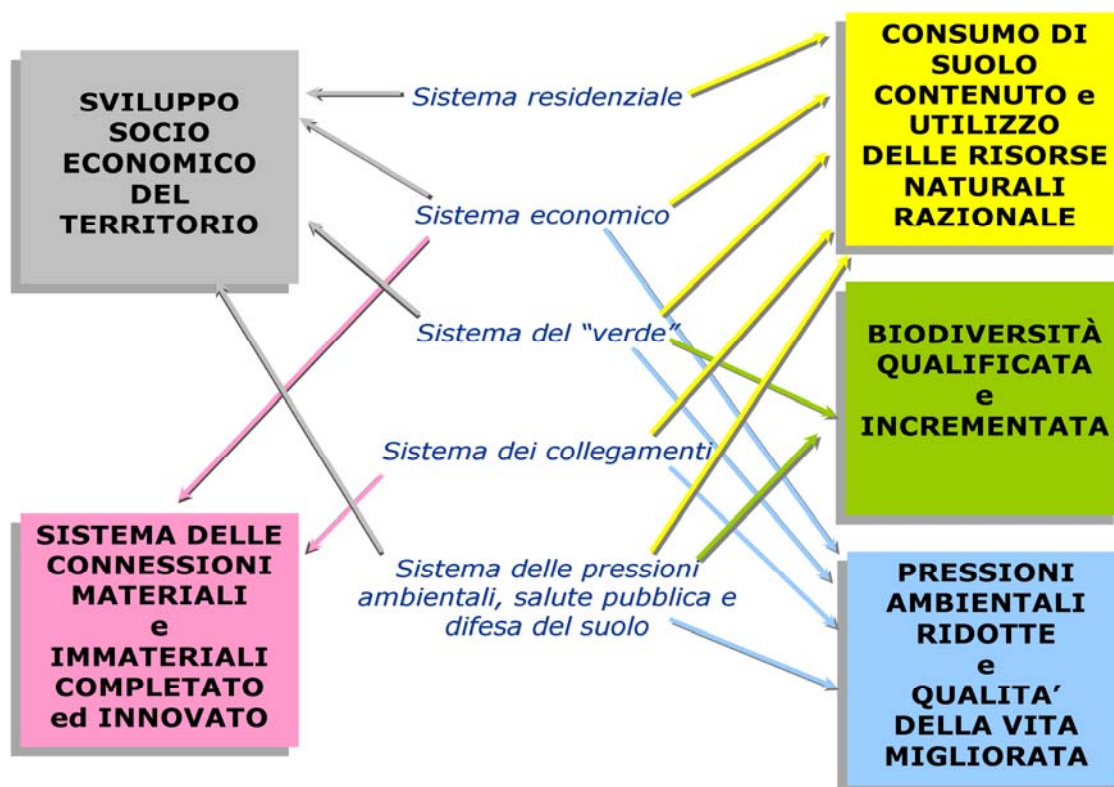 SVILUPPO
SOCIO
ECONOMICO
DEL
TERRITORIO
SISTEMA DELLE
CONNESSIONI
MATERIALI
e
IMMATERIALI
COMPLETATO
ed INNOVATO
Sistema residenziale
Sistema economico
Sistema del “verde”
Sistema dei collegamenti
Sistema delle pressioni
ambientali, salute pubblica e
difesa del suolo
CONSUMO DI
SUOLO
CONTENUTO e
UTILIZZO
DELLE RISORSE
NATURALI
RAZIONALE
BIODIVERSITÀ
QUALIFICATA
e
INCREMENTATA
PRESSIONI
AMBIENTALI
RIDOTTE
e
QUALITA’
DELLA VITA
MIGLIORATA